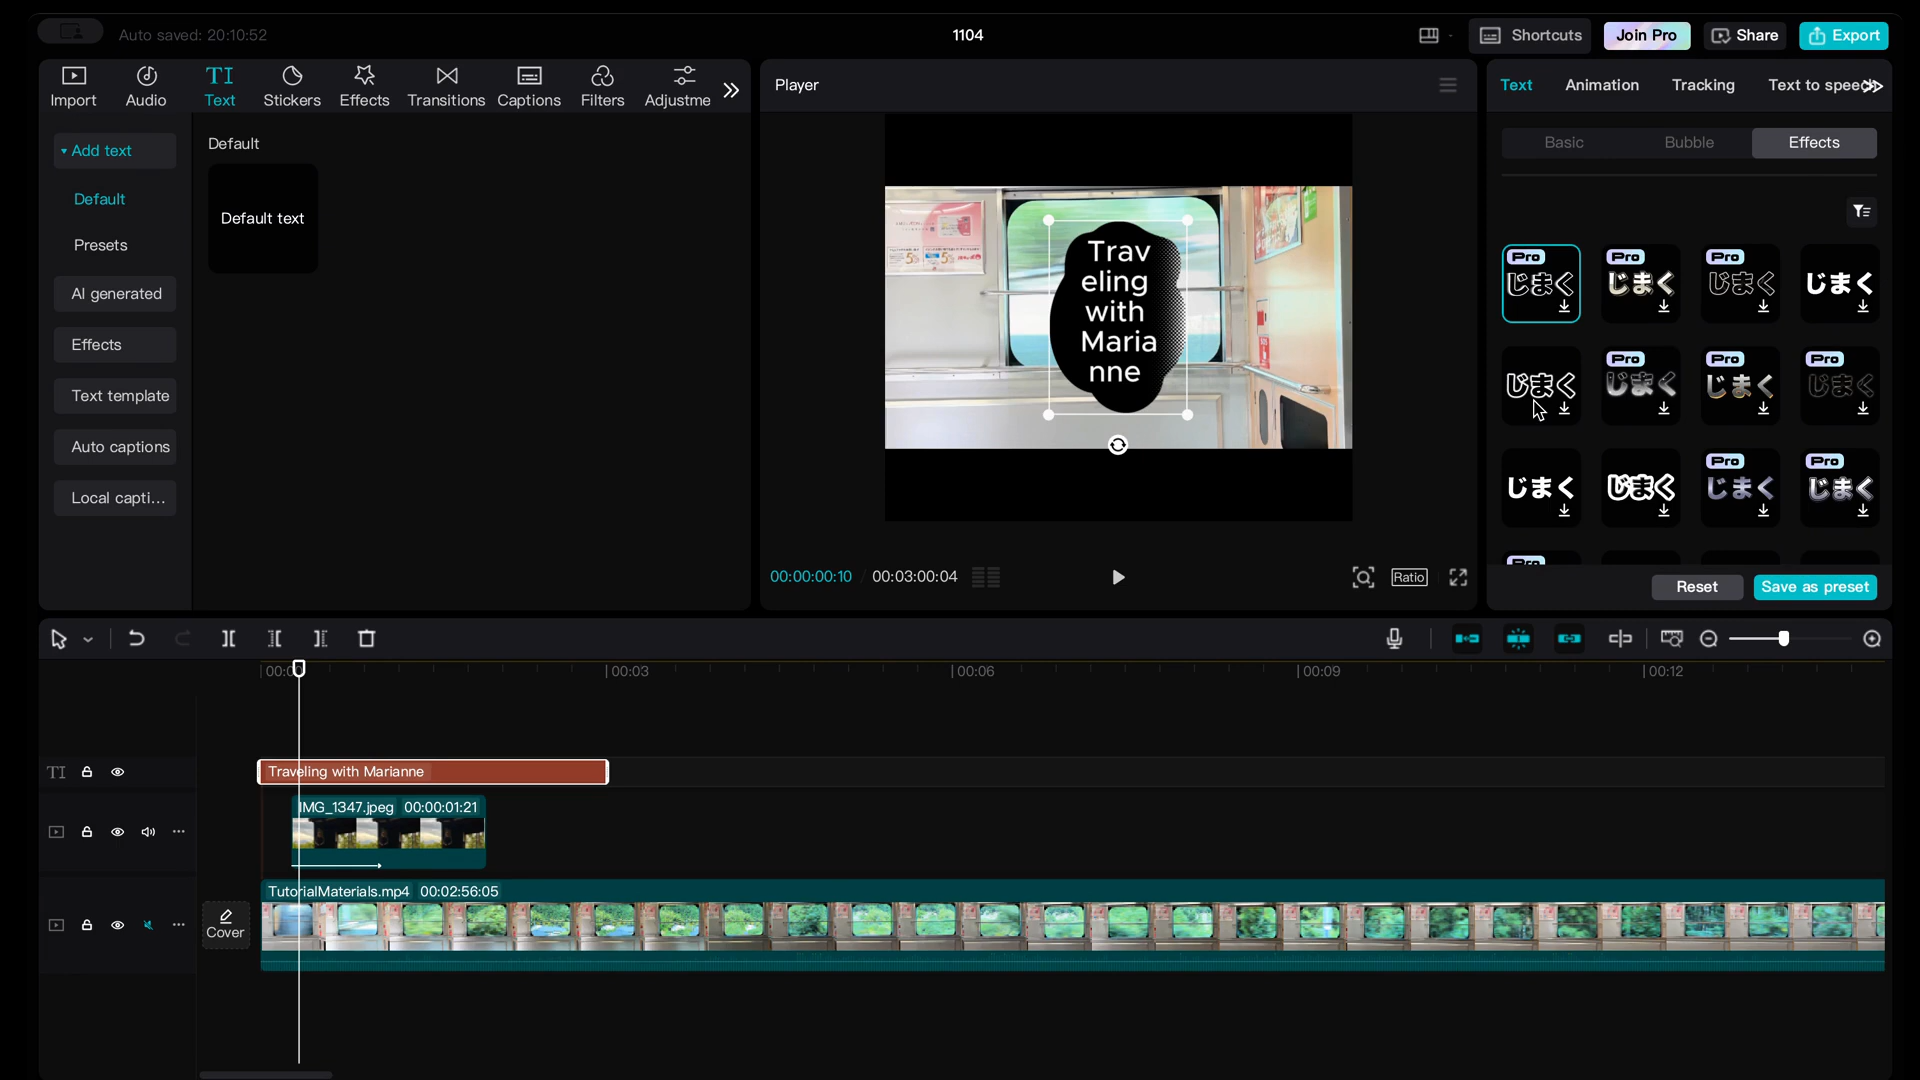 Auto saved: 20:10:52
1104
Shortcuts
Join Pro
Share
Export
Import
Audio
TI
Text
Stickers
Effects
Transitions
Captions
Filters
Adjustme
Add text
Default
Presets
AI generated
Effects
Text template
Auto captions
Local capti...
Default
Default text
Player
Trav
eling
with
Maria
nne
00:00:00:10 / 00:03:00:04
Ratio
Text
Animation
Tracking
Text to speec
Basic
Bubble
Effects
Pro
じまく
Pro
じまく
Pro
じまく
じまく
じまく
Pro
じまく
Pro
じまく
Pro
じまく
じまく
じまく
Pro
じまく
Pro
じまく
Pro
Reset
Save as preset
00:0
00:03
00:06
00:09
00:12
TI
Traveling with Marianne
IMG_1347.jpeg 00:00:01:21
TutorialMaterials.mp4 00:02:56:05
Cover